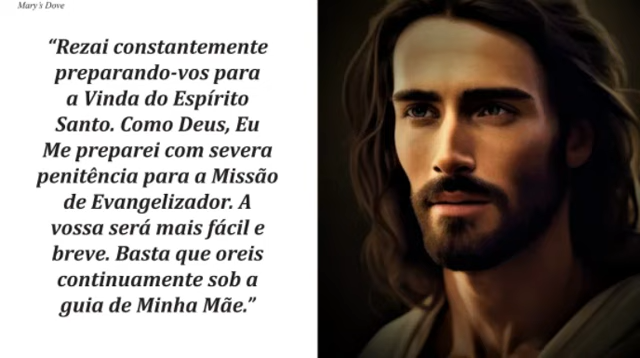 Mary's Dove
“Rezai constantemente
preparando-vos para
a Vinda do Espírito
Santo. Como Deus, Eu
Me preparei com severa
penitência para a Missão
de Evangelizador. A
vossa será mais fácil e
breve. Basta que oreis
continuamente sob a
guia de Minha Mãe.”